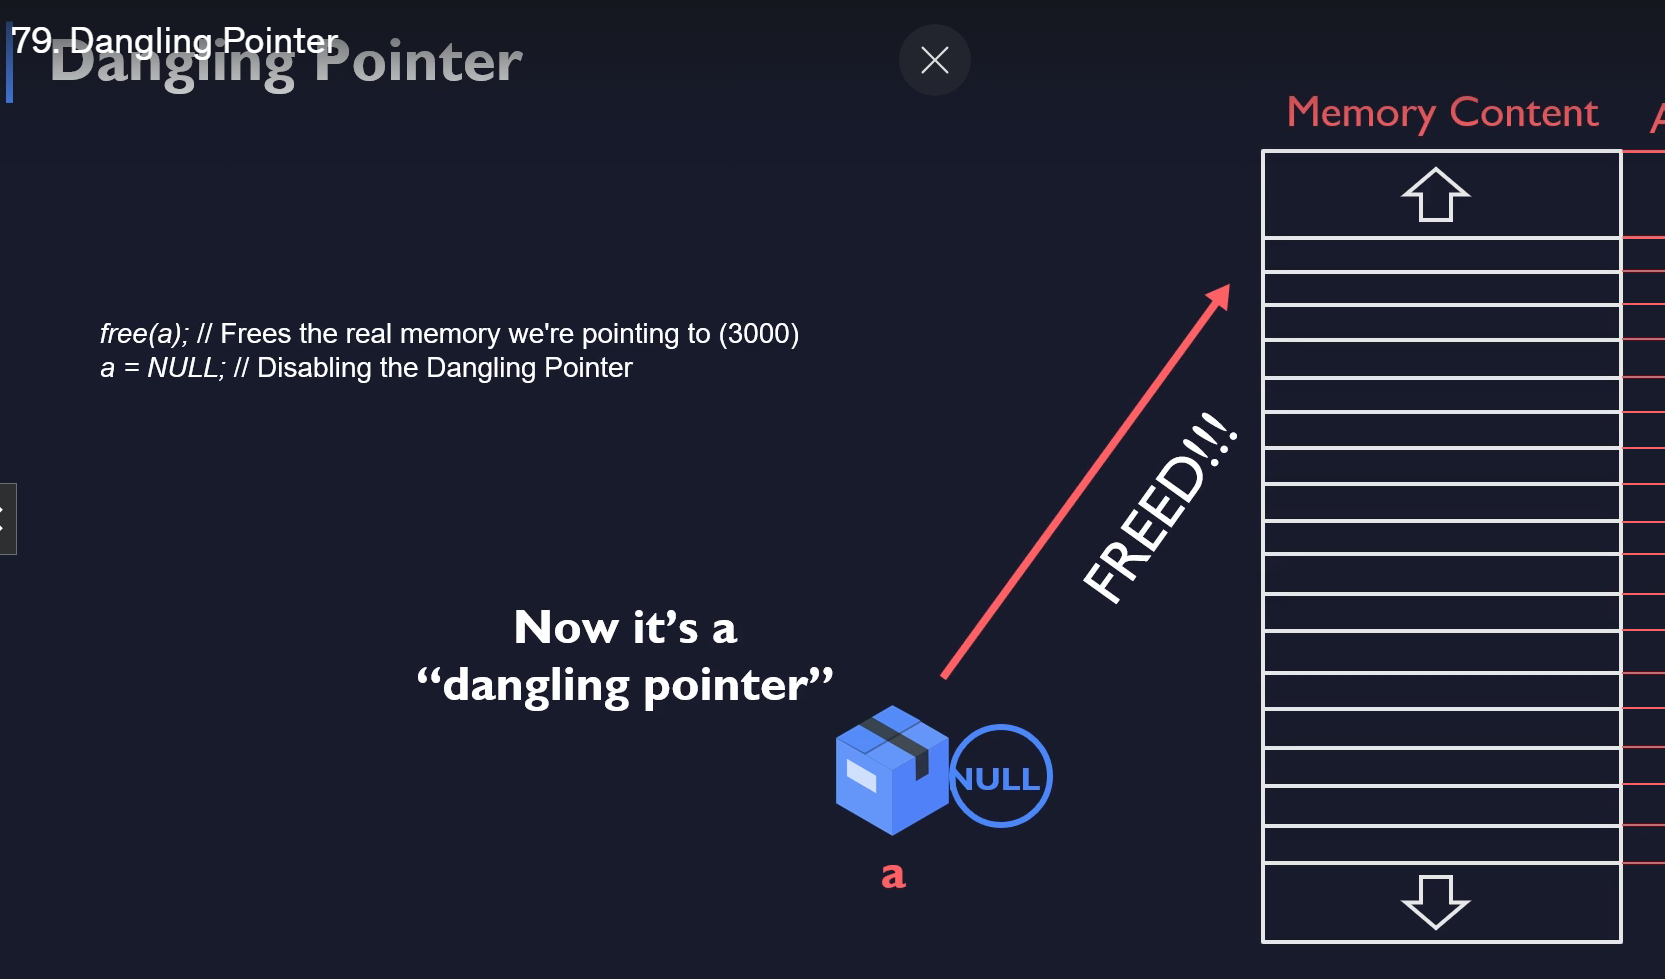 79. Dangling Pointer
Dangling Pointer
Memory Content
A
free(a); // Frees the real memory we're pointing to (3000)
a = NULL; // Disabling the Dangling Pointer
FREED!!!
Now it’s a
“dangling pointer”
NULL
a